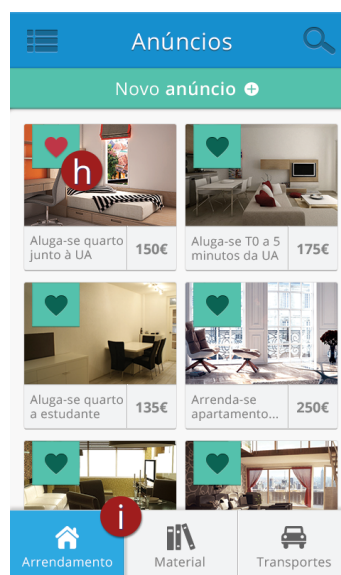 Anúncios
Novo anúncio
h
Aluga-se quarto
junto à UA
150€
Aluga-se T0 a 5
minutos da UA
175€
Aluga-se quarto
a estudante
135€
Arrenda-se
apartamento...
250€
i
Arrendamento
Material
Transportes